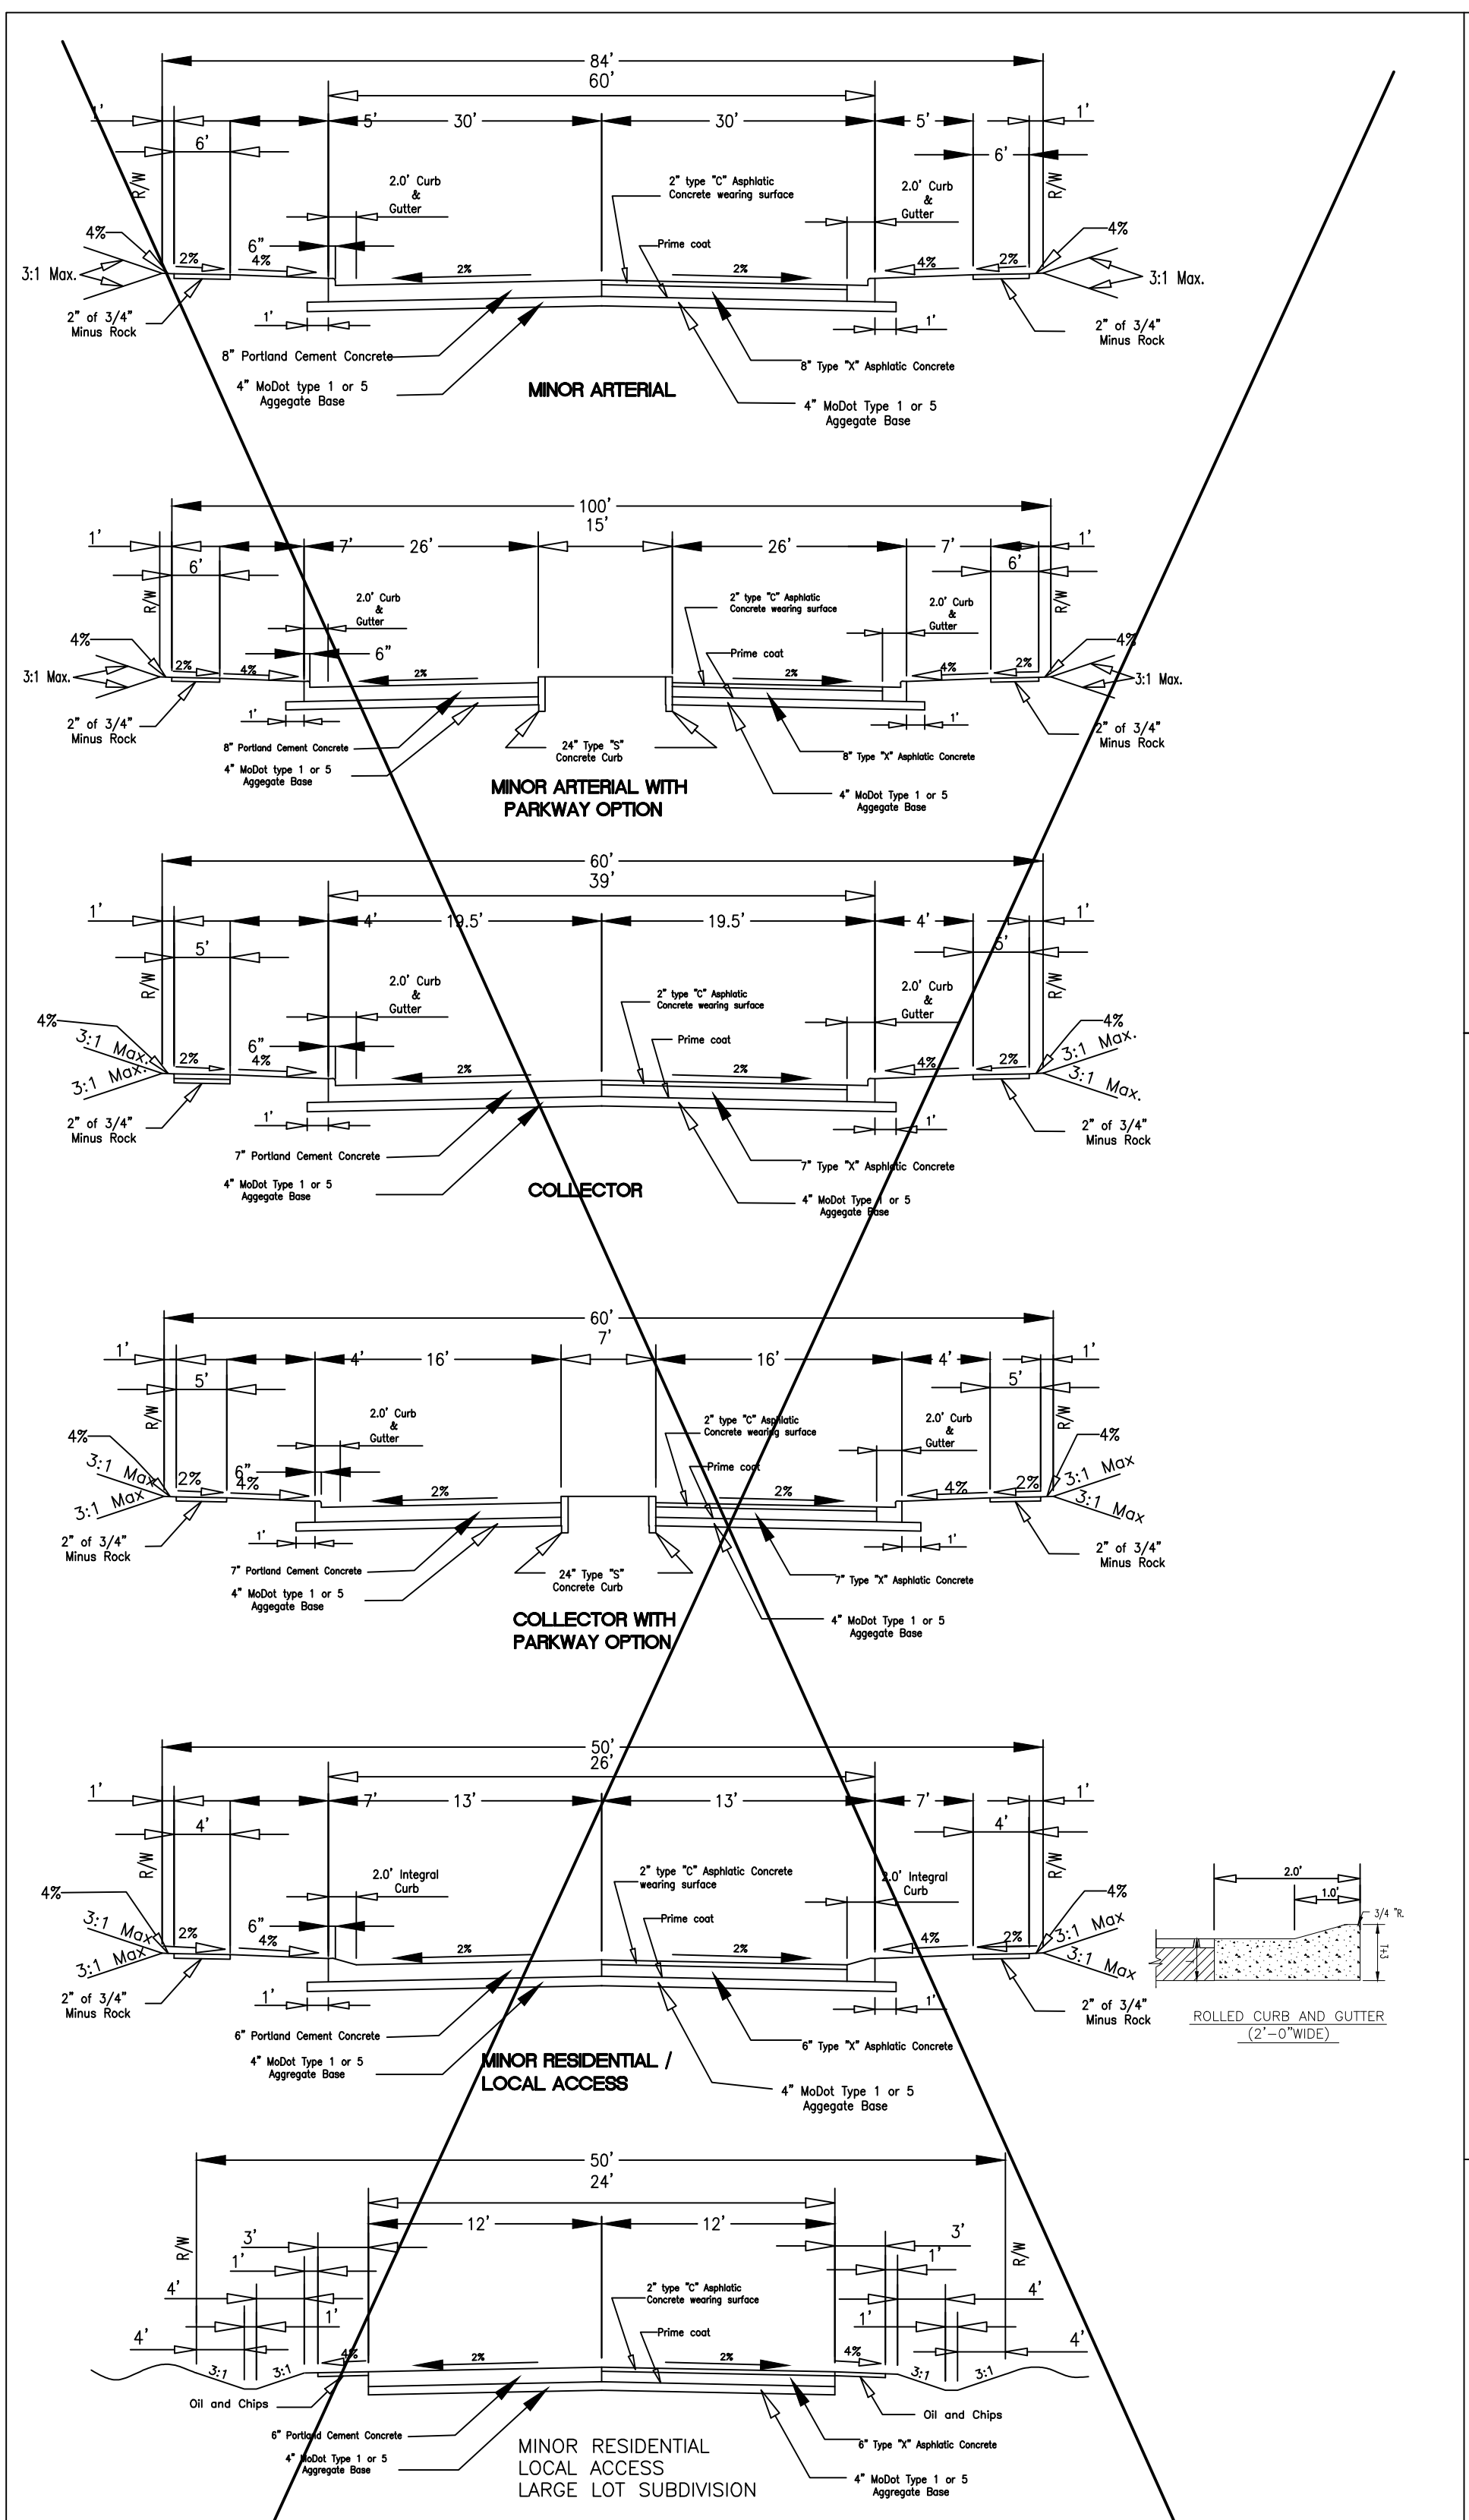 84'
60'
1' 5' 30' 30' 5' 1'
6' 6'
R/W R/W
2.0' Curb
&
Gutter
2" type "C" Asphlatic
Concrete wearing surface
2.0' Curb
&
Gutter
Prime coat
4% 6" 4%
2% 4% 2% 2% 4% 2%
3:1 Max. 3:1 Max.
2" of 3/4"
Minus Rock
1' 1'
2" of 3/4"
Minus Rock
8" Portland Cement Concrete
8" Type "X" Asphlatic Concrete
4" MoDot type 1 or 5
Aggegate Base
MINOR ARTERIAL
4" MoDot Type 1 or 5
Aggegate Base
100'
15'
1' 7' 26' 26' 7' 1'
6' 6'
R/W R/W
2.0' Curb
&
Gutter
2" type "C" Asphlatic
Concrete wearing surface
2.0' Curb
&
Gutter
4% 6" Prime coat 4%
2% 4% 2% 2% 4% 2%
3:1 Max. 3:1 Max.
2" of 3/4"
Minus Rock
1' 1'
2" of 3/4"
Minus Rock
8" Portland Cement Concrete
24" Type "S"
Concrete Curb
8" Type "X" Asphlatic Concrete
4" MoDot type 1 or 5
Aggegate Base
MINOR ARTERIAL WITH
PARKWAY OPTION
4" MoDot Type 1 or 5
Aggegate Base
60'
39'
1' 4' 19.5' 19.5' 4' 1'
5' 6'
R/W R/W
2.0' Curb
&
Gutter
2" type "C" Asphlatic
Concrete wearing surface
2.0' Curb
&
Gutter
4% 6" Prime coat 4%
3:1 Max. 3:1 Max.
3:1 Max. 3:1 Max.
2% 4% 2% 2% 4% 2%
2" of 3/4"
Minus Rock
1' 1'
2" of 3/4"
Minus Rock
7" Portland Cement Concrete
7" Type "X" Asphlatic Concrete
4" MoDot Type 1 or 5
Aggegate Base
COLLECTOR
4" MoDot Type 1 or 5
Aggegate Base
60'
7'
1' 4' 16' 16' 4' 1'
5' 5'
R/W R/W
2.0' Curb
&
Gutter
2" type "C" Asphlatic
Concrete wearing surface
2.0' Curb
&
Gutter
4% 6" Prime coat 4%
3:1 Max 3:1 Max
3:1 Max 3:1 Max
2% 4% 2% 2% 4% 2%
2" of 3/4"
Minus Rock
1' 1'
2" of 3/4"
Minus Rock
7" Portland Cement Concrete
24" Type "S"
Concrete Curb
7" Type "X" Asphlatic Concrete
4" MoDot type 1 or 5
Aggegate Base
COLLECTOR WITH
PARKWAY OPTION
4" MoDot Type 1 or 5
Aggegate Base
50'
26'
1' 7' 13' 13' 7' 1'
4' 4'
R/W R/W
2.0' Integral
Curb
2" type "C" Asphlatic Concrete
wearing surface
2.0' Integral
Curb
4% 6" Prime coat 4%
3:1 Max 3:1 Max
3:1 Max 3:1 Max
2% 4% 2% 2% 4% 2%
2" of 3/4"
Minus Rock
1' 1'
2" of 3/4"
Minus Rock
6" Portland Cement Concrete
6" Type "X" Asphlatic Concrete
4" MoDot Type 1 or 5
Aggregate Base
MINOR RESIDENTIAL /
LOCAL ACCESS
4" MoDot Type 1 or 5
Aggegate Base
2.0'
1.0'
3/4 "R.
T+3
ROLLED CURB AND GUTTER
(2'-0"WIDE)
50'
24'
12' 12'
R/W R/W
3' 3'
1' 1'
4' 4'
1' 1'
4' 4'
2" type "C" Asphlatic
Concrete wearing surface
Prime coat
4% 2% 2% 4%
3:1 3:1 3:1 3:1
Oil and Chips
Oil and Chips
6" Portland Cement Concrete
6" Type "X" Asphlatic Concrete
4" MoDot Type 1 or 5
Aggregate Base
MINOR RESIDENTIAL
LOCAL ACCESS
LARGE LOT SUBDIVISION
4" MoDot Type 1 or 5
Aggregate Base